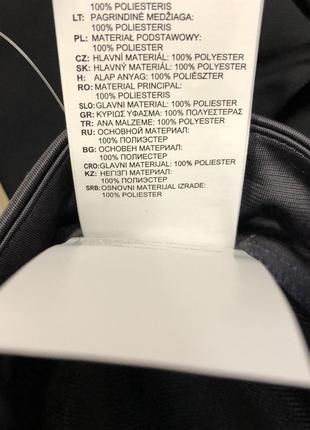 100% POLIESTERIS
LT: PAGRINDINĖ MEDŽIAGA:
100% POLIESTERIS
PL: MATERIAŁ PODSTAWOWY:
100% POLYESTER
CZ: HLAVNÍ MATERIÁL: 100% POLYESTER
SK: HLAVNÝ MATERIÁL: 100% POLYESTER
H: ALAP ANYAG: 100% POLIÉSZTER
RO: MATERIAL PRINCIPAL:
100% POLIESTER
SLO: GLAVNI MATERIAL: 100% POLIESTER
GR: ΚΥΡΙΩΣ ΥΦΑΣΜΑ: 100% ΠΟΛΥΕΣΤΕΡΑΣ
TR: ANA MALZEME: 100% POLYESTER
RU: ОСНОВНОЙ МАТЕРИАЛ:
100% ПОЛИЭСТЕР
BG: ОСНОВЕН МАТЕРИАЛ:
100% ПОЛИЕСТЕР
CRO: GLAVNI MATERIJAL: 100% POLIESTER
KZ: НЕГІЗГІ МАТЕРИАЛ:
100% ПОЛИЭСТЕР
SRB: OSNOVNI MATERIJAL IZRADE:
100% POLIESTER